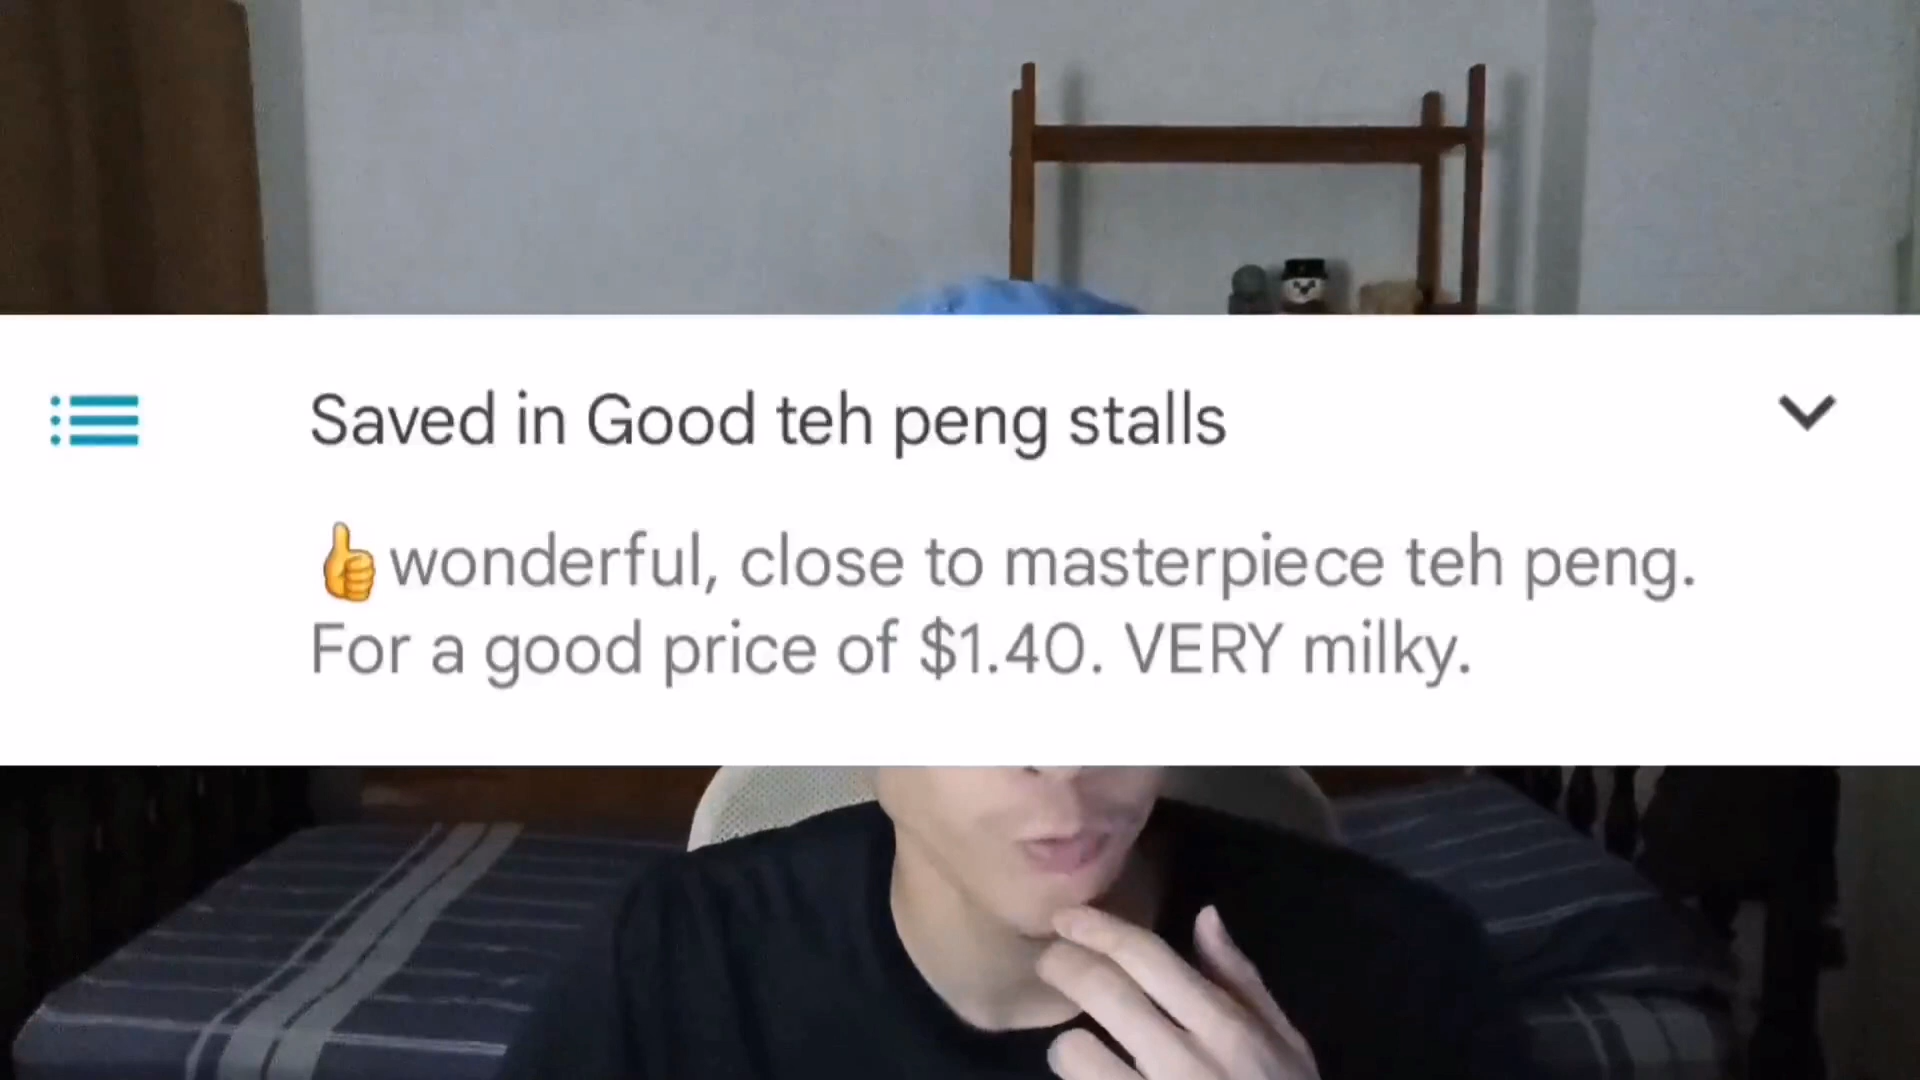 Saved in Good teh peng stalls
👍wonderful, close to masterpiece teh peng.
For a good price of $1.40. VERY milky.